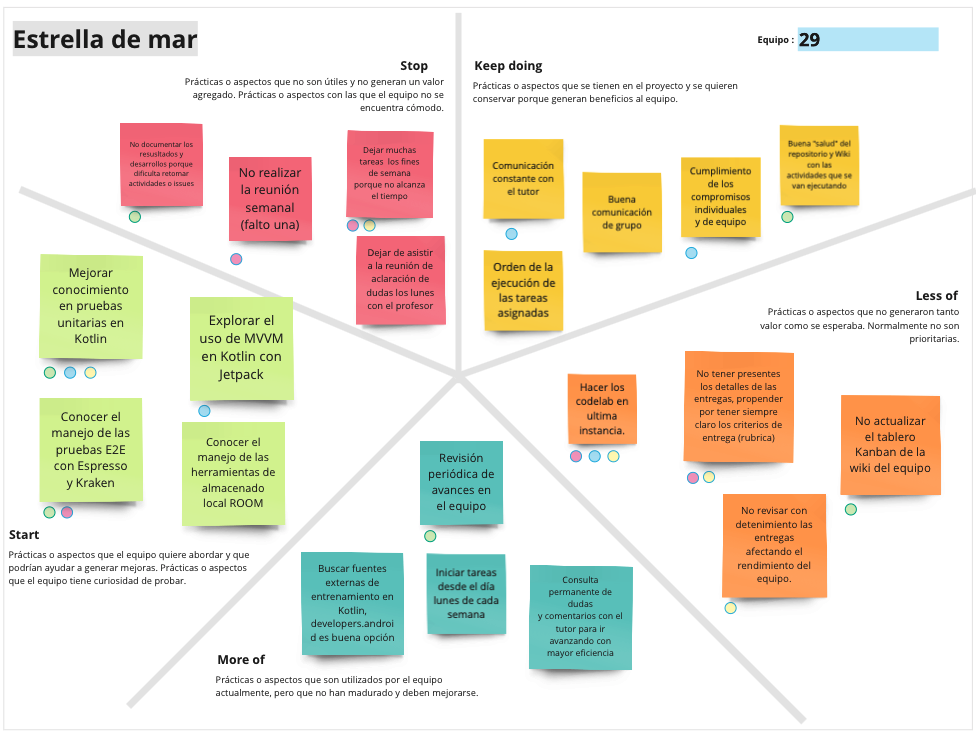 Estrella de mar
Equipo :
29
Stop
Prácticas o aspectos que no son útiles y no generan un valor
agregado. Prácticas o aspectos con las que el equipo no se
encuentra cómodo.
No documentar los
resusltados y
desarrollos porque
dificulta retomar
actividades o issues
No realizar
la reunión
semanal
(falto una)
Dejar muchas
tareas los fines
de semana
porque no alcanza
el tiempo
Dejar de asistir
a la reunión de
aclaración de
dudas los lunes
con el profesor
Keep doing
Prácticas o aspectos que se tienen en el proyecto y se quieren
conservar porque generan beneficios al equipo.
Comunicación
constante con
el tutor
Buena
comunicación
de grupo
Cumplimiento
de los
compromisos
individuales
y de equipo
Buena "salud" del
repositorio y Wiki
con las
actividades que se
van ejecutando
Orden de la
ejecución de
las tareas
asignadas
Less of
Prácticas o aspectos que no generaron tanto
valor como se esperaba. Normalmente no son
prioritarias.
Hacer los
codelab en
ultima
instancia.
No tener presentes
los detalles de las
entregas, propender
por tener siempre
claro los criterios de
entrega (rubrica)
No actualizar
el tablero
Kanban de la
wiki del equipo
No revisar con
detenimiento las
entregas
afectando el
rendimiento del
equipo.
Mejorar
conocimiento
en pruebas
unitarias en
Kotlin
Explorar el
uso de MVVM
en Kotlin con
Jetpack
Conocer el
manejo de las
pruebas E2E
con Espresso
y Kraken
Conocer el
manejo de las
herramientas de
almacenado
local ROOM
Start
Prácticas o aspectos que el equipo quiere abordar y que
podrían ayudar a generar mejoras. Prácticas o aspectos
que el equipo tiene curiosidad de probar.
Revisión
periódica de
avances en
el equipo
Buscar fuentes
externas de
entrenamiento en
Kotlin,
developers.androi
d es buena opción
Iniciar tareas
desde el día
lunes de cada
semana
Consulta
permanente de
dudas
y comentarios con el
tutor para ir
avanzando con
mayor eficiencia
More of
Prácticas o aspectos que son utilizados por el equipo
actualmente, pero que no han madurado y deben mejorarse.